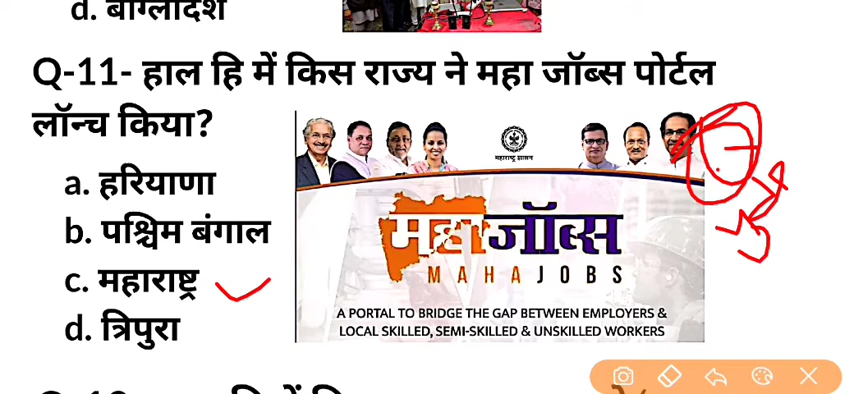 d. बांग्लादेश
Q-11- हाल हि में किस राज्य ने महा जॉब्स पोर्टल
लॉन्च किया?
a. हरियाणा
b. पश्चिम बंगाल
c. महाराष्ट्र
d. त्रिपुरा
महाराष्ट्र शासन
महाजॉब्स
MAHAJOBS
A PORTAL TO BRIDGE THE GAP BETWEEN EMPLOYERS &
LOCAL SKILLED, SEMI-SKILLED & UNSKILLED WORKERS